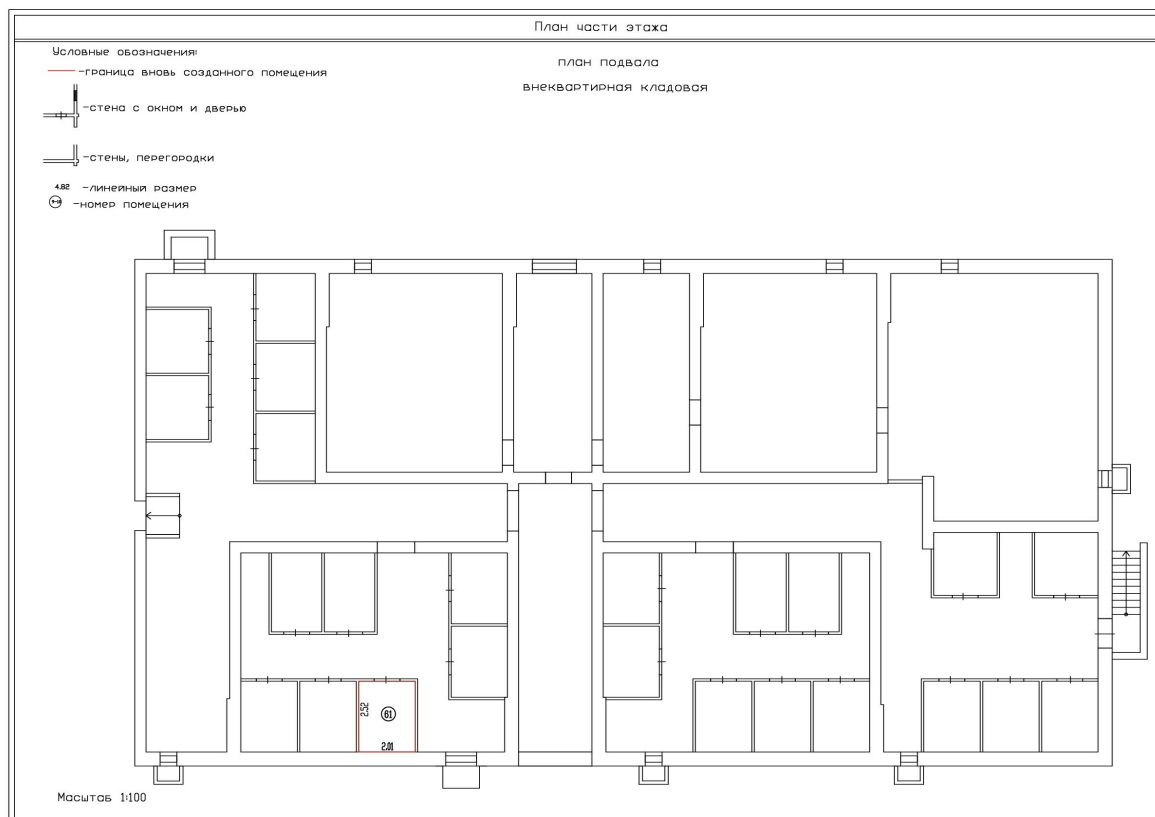 План части этажа
Условные обозначения:
план подвала
-граница вновь созданного помещения
внеквартирная кладовая
-стена с окном и дверью
-стены, перегородки
4.82 -линейный размер
-номер помещения
2.52
61
2.01
Масштаб 1:100